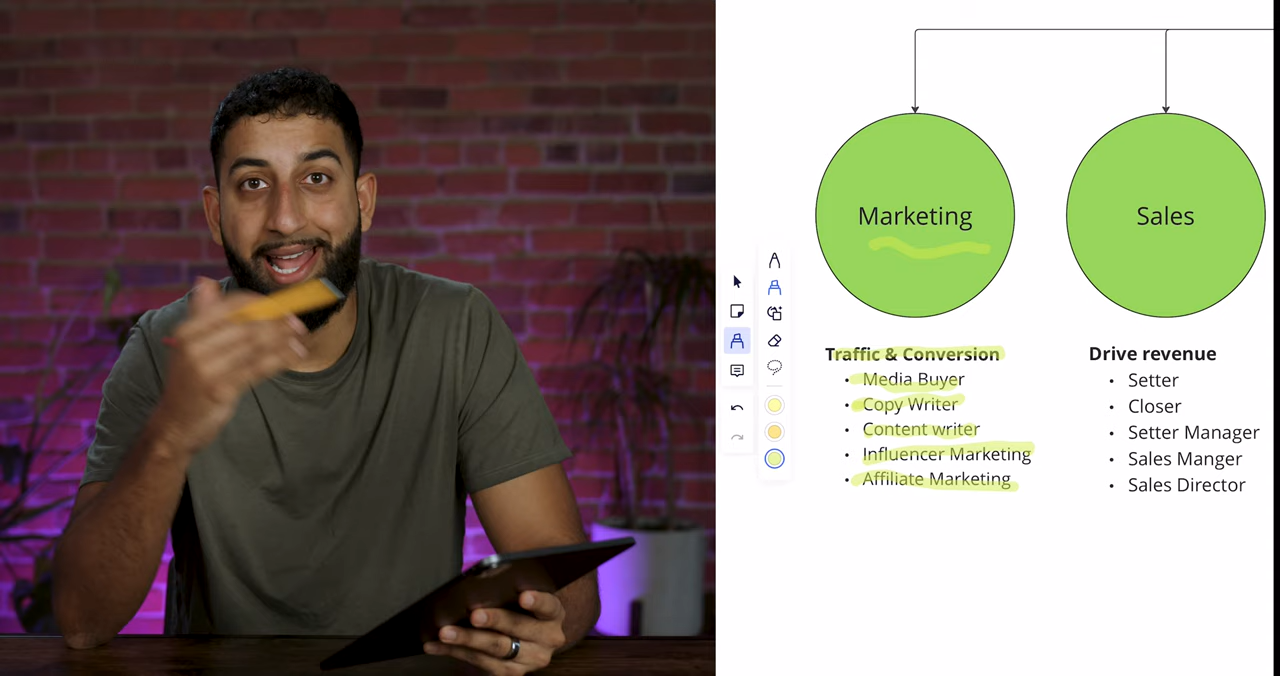 Marketing
Sales
Traffic & Conversion
Media Buyer
Copy Writer
Content writer
Influencer Marketing
Affiliate Marketing
Drive revenue
Setter
Closer
Setter Manager
Sales Manger
Sales Director